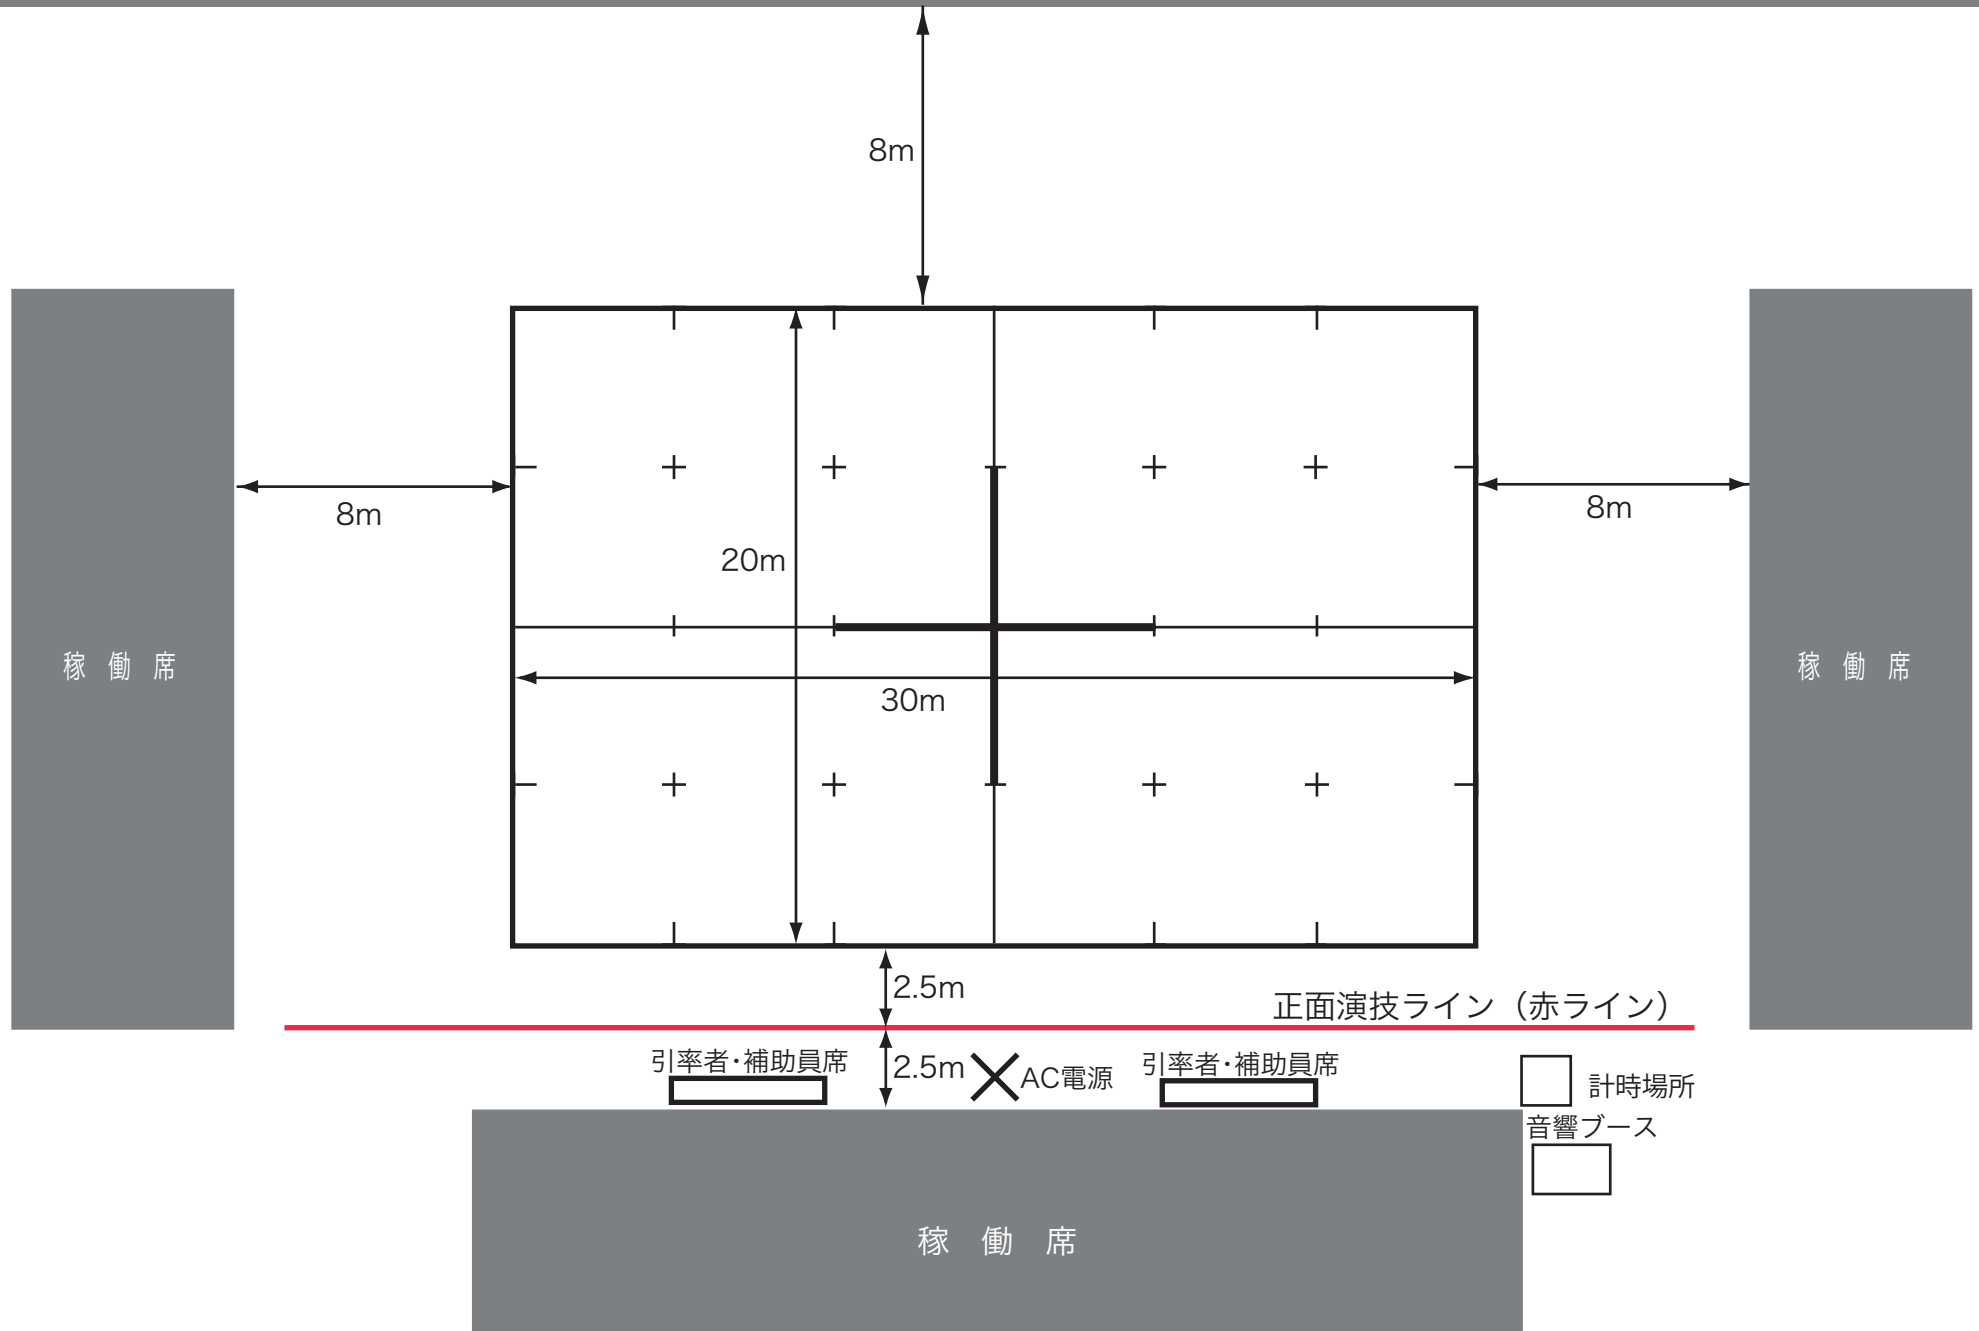 8m
8m
8m
20m
稼 働 席
稼 働 席
30m
2.5m
正面演技ライン（赤ライン）
引率者・補助員席
2.5m
AC電源
引率者・補助員席
計時場所
音響ブース
稼 働 席